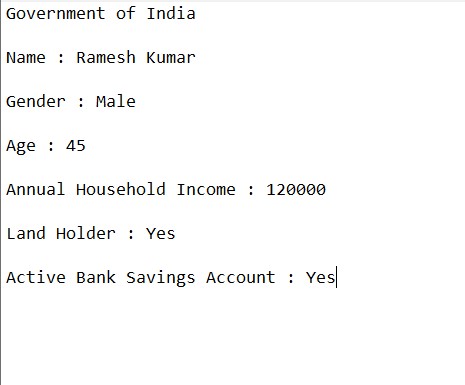 Government of India
Name : Ramesh Kumar
Gender : Male
Age : 45
Annual Household Income : 120000
Land Holder : Yes
Active Bank Savings Account : Yes